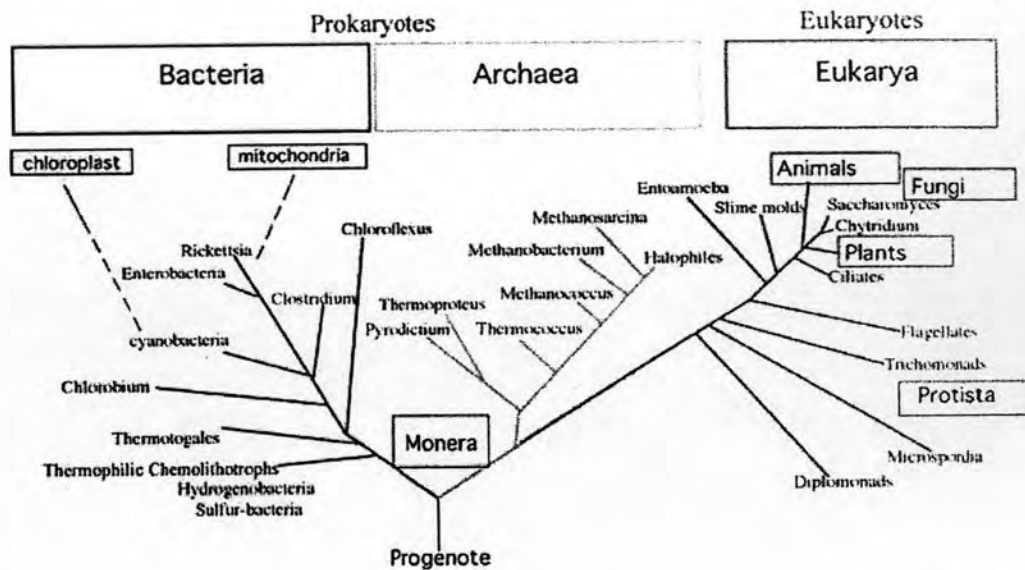 Prokaryotes
Eukaryotes
Bacteria
Archaea
Eukarya
chloroplast
mitochondria
Animals
Fungi
Entoamoeba
Slime molds
Saccharomyces
Chytridium
Plants
Ciliates
Rickettsia
Enterobacteria
Chloroflexus
Clostridium
Methanosarcina
Methanobacterium
Halophiles
Methanococcus
Thermoproteus
Pyrodictium
Thermococcus
cyanobacteria
Flagellates
Trichomonads
Chlorobium
Protista
Thermotogales
Monera
Microspordia
Thermophilic Chemolithotrophs
Hydrogenobacteria
Sulfur-bacteria
Diplomonads
Progenote